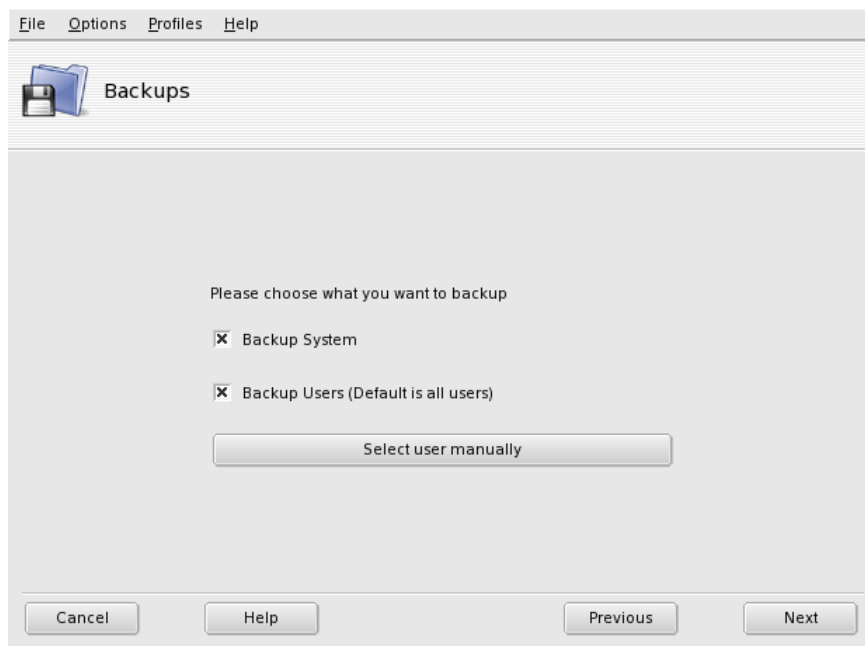 File Options Profiles Help
Backups
Please choose what you want to backup
Backup System
Backup Users (Default is all users)
Select user manually
Cancel Help Previous Next